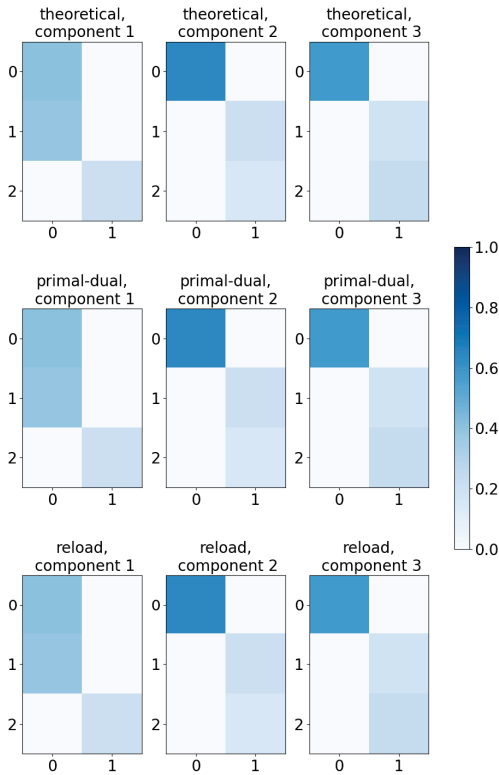 theoretical,
component 1
theoretical,
component 2
theoretical,
component 3
0
1
2
0 1
0
1
2
0 1
0
1
2
0 1
primal-dual,
component 1
primal-dual,
component 2
primal-dual,
component 3
0
1
2
0 1
0
1
2
0 1
0
1
2
0 1
reload,
component 1
reload,
component 2
reload,
component 3
0
1
2
0 1
0
1
2
0 1
0
1
2
0 1
1.0
0.8
0.6
0.4
0.2
0.0